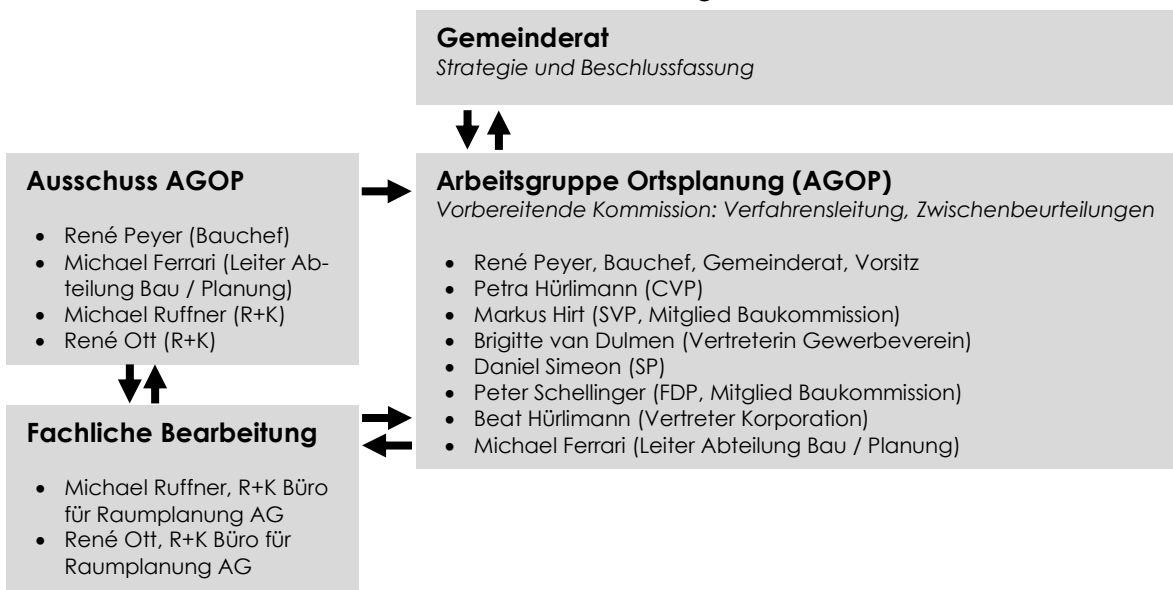 Gemeinderat
Strategie und Beschlussfassung
Ausschuss AGOP
• René Peyer (Bauchef)
• Michael Ferrari (Leiter Ab-
teilung Bau / Planung)
• Michael Ruffner (R+K)
• René Ott (R+K)
Arbeitsgruppe Ortsplanung (AGOP)
Vorbereitende Kommission: Verfahrensleitung, Zwischenbeurteilungen
• René Peyer, Bauchef, Gemeinderat, Vorsitz
• Petra Hürlimann (CVP)
• Markus Hirt (SVP, Mitglied Baukommission)
• Brigitte van Dulmen (Vertreterin Gewerbeverein)
• Daniel Simeon (SP)
• Peter Schellinger (FDP, Mitglied Baukommission)
• Beat Hürlimann (Vertreter Korporation)
• Michael Ferrari (Leiter Abteilung Bau / Planung)
Fachliche Bearbeitung
• Michael Ruffner, R+K Büro
für Raumplanung AG
• René Ott, R+K Büro für
Raumplanung AG